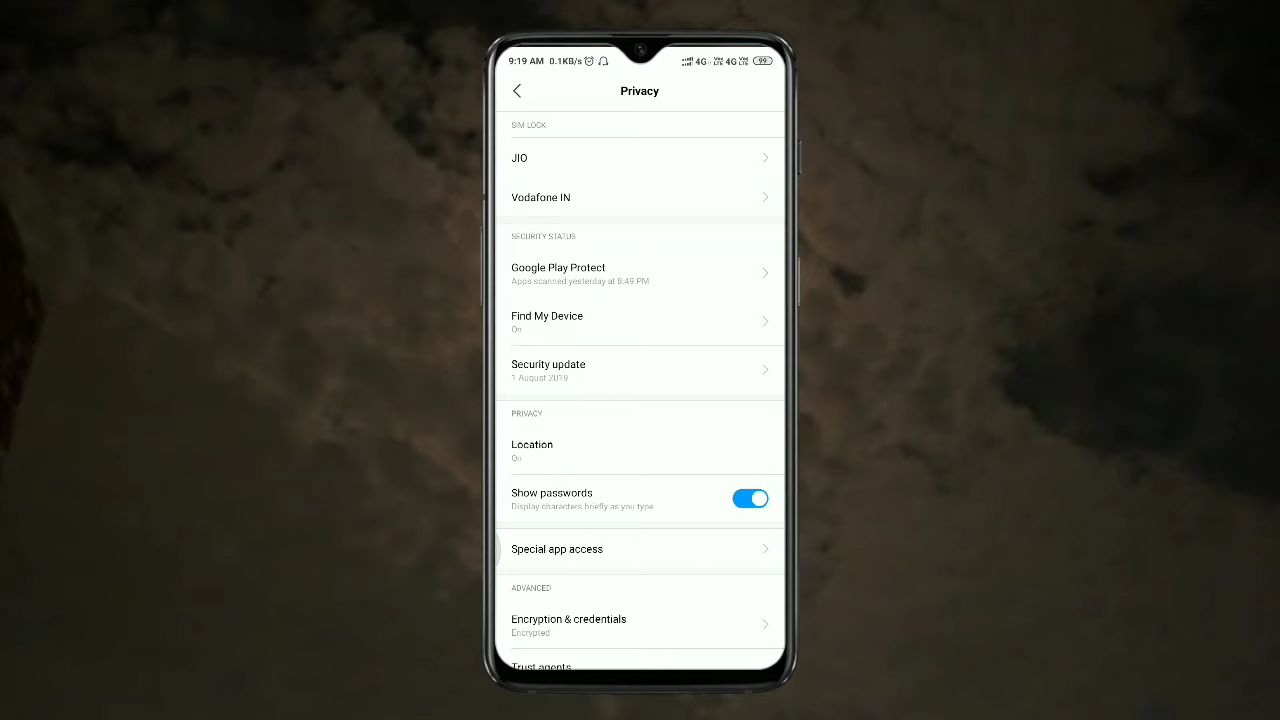 9:19 AM 0.1KB/s
4G 4G 99
Privacy
SIM LOCK
JIO
Vodafone IN
SECURITY STATUS
Google Play Protect
Apps scanned yesterday at 8:49 PM
Find My Device
On
Security update
1 August 2019
PRIVACY
Location
On
Show passwords
Display characters briefly as you type
Special app access
ADVANCED
Encryption & credentials
Encrypted
Trust agents